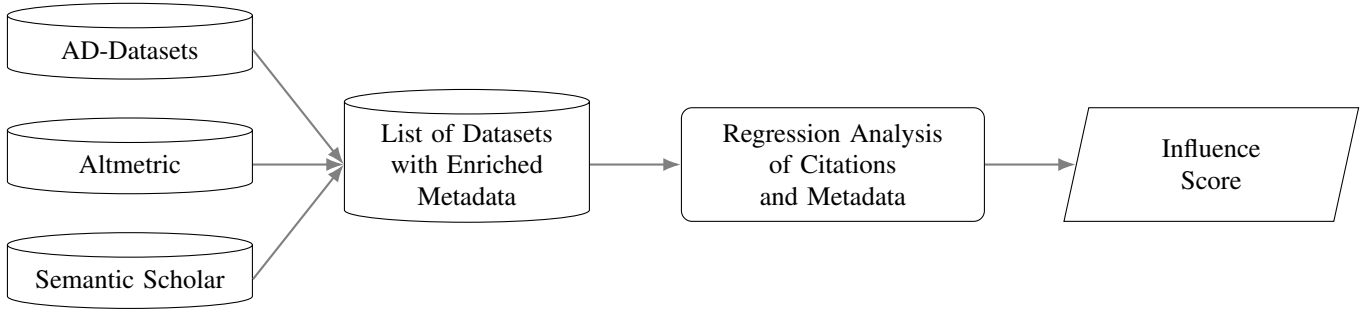 AD-Datasets
Altmetric
Semantic Scholar
List of Datasets
with Enriched
Metadata
Regression Analysis
of Citations
and Metadata
Influence
Score